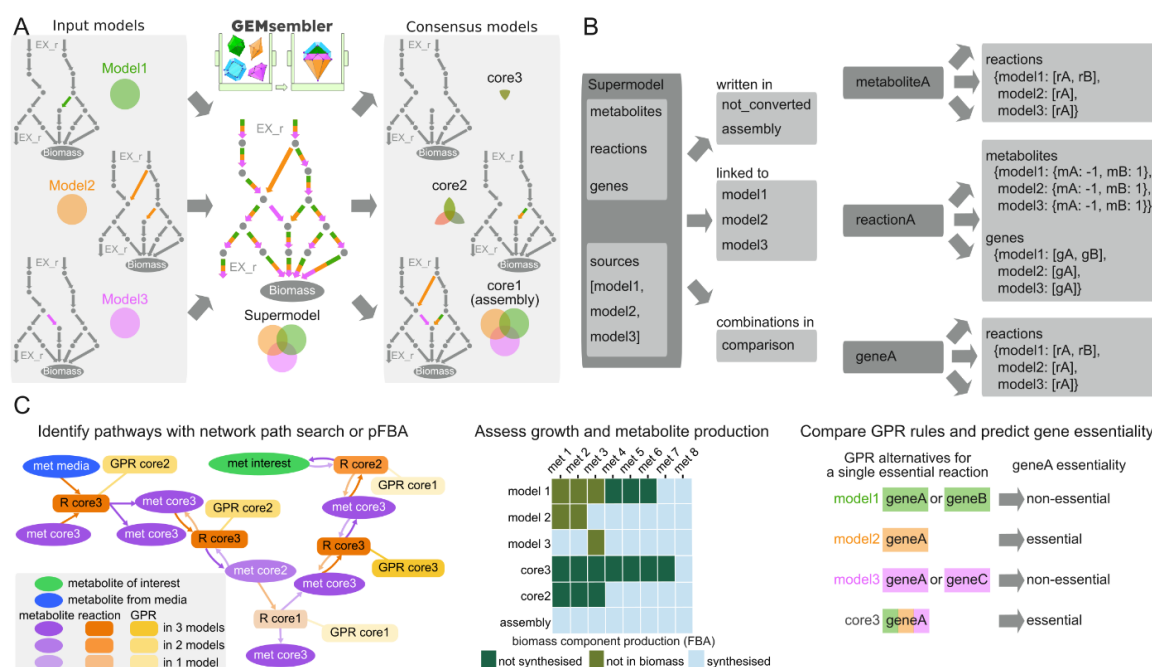 A
Input models
GEMsembler
Consensus models
EX_r
Model1
Biomass
EX_r
Model2
Biomass
EX_r
Model3
Biomass
EX_r
EX_r
Biomass
Supermodel
EX_r
core3
Biomass
EX_r
core2
Biomass
EX_r
core1
(assembly)
Biomass
B
Supermodel
metabolites
reactions
genes
sources
[model1,
model2,
model3]
written in
not_converted
assembly
linked to
model1
model2
model3
combinations in
comparison
metaboliteA
reactions
{model1: [rA, rB],
model2: [rA],
model3: [rA]}
reactionA
metabolites
{model1: {mA: -1, mB: 1},
model2: {mA: -1, mB: 1},
model3: {mA: -1, mB: 1}}
genes
{model1: [gA, gB],
model2: [gA],
model3: [gA]}
geneA
reactions
{model1: [rA, rB],
model2: [rA],
model3: [rA]}
C
Identify pathways with network path search or pFBA
met media
GPR core2
R core3
met core3
met core3
met core3
GPR core2
R core3
met core2
met interest
R core2
GPR core1
met core3
R core3
GPR core3
met core3
R core1
GPR core1
met core3
metabolite of interest
metabolite from media
metabolite reaction GPR
in 3 models
in 2 models
in 1 model
Assess growth and metabolite production
met 1
met 2
met 3
met 4
met 5
met 6
met 7
met 8
model 1
model 2
model 3
core3
core2
assembly
biomass component production (FBA)
not synthesised
not in biomass
synthesised
Compare GPR rules and predict gene essentiality
GPR alternatives for
a single essential reaction
geneA essentiality
model1 geneA or geneB non-essential
model2 geneA essential
model3 geneA or geneC non-essential
core3 geneA essential